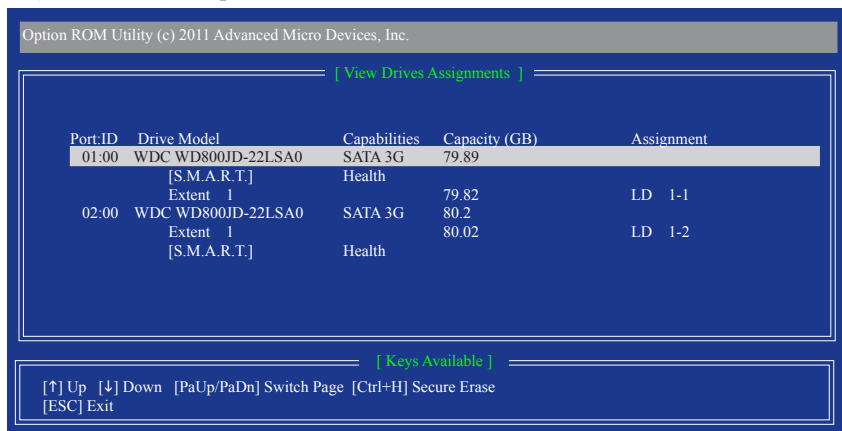 Option ROM Utility (c) 2011 Advanced Micro Devices, Inc.
[ View Drives Assignments ]
Port:ID Drive Model Capabilities Capacity (GB) Assignment
01:00 WDC WD800JD-22LSA0 SATA 3G 79.89
[S.M.A.R.T.] Health
Extent 1 79.82 LD 1-1
02:00 WDC WD800JD-22LSA0 SATA 3G 80.2
Extent 1 80.02 LD 1-2
[S.M.A.R.T.] Health
[ Keys Available ]
[↑] Up [↓] Down [PaUp/PaDn] Switch Page [Ctrl+H] Secure Erase
[ESC] Exit